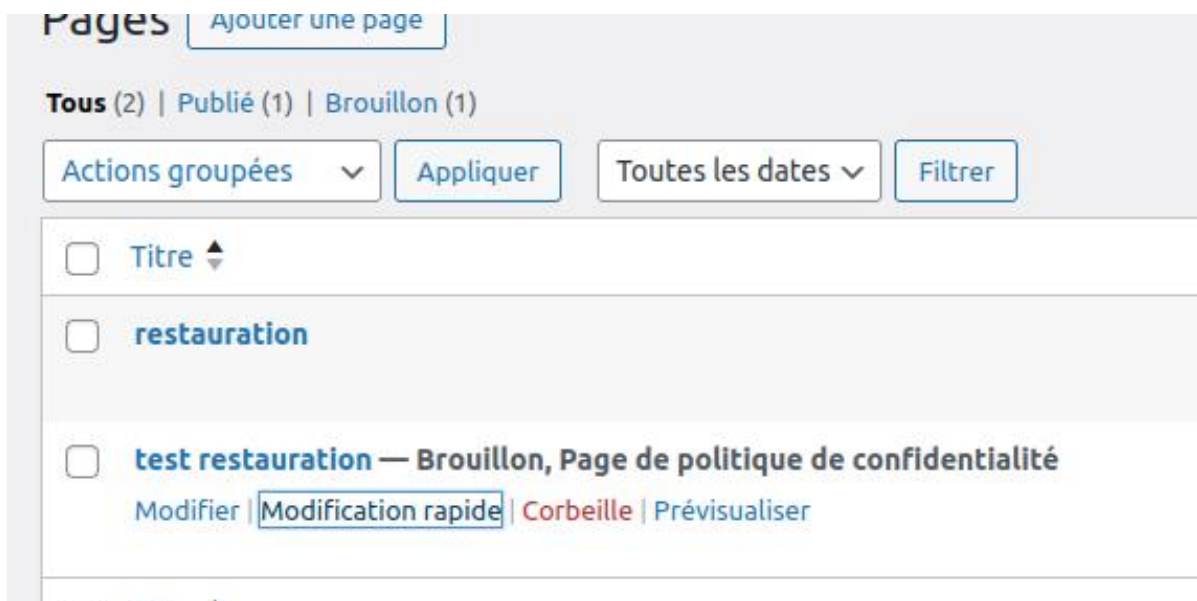 Pages Ajouter une page
Tous (2) | Publié (1) | Brouillon (1)
Actions groupées Appliquer Toutes les dates Filtrer
Titre
restauration
test restauration — Brouillon, Page de politique de confidentialité
Modifier | Modification rapide | Corbeille | Prévisualiser